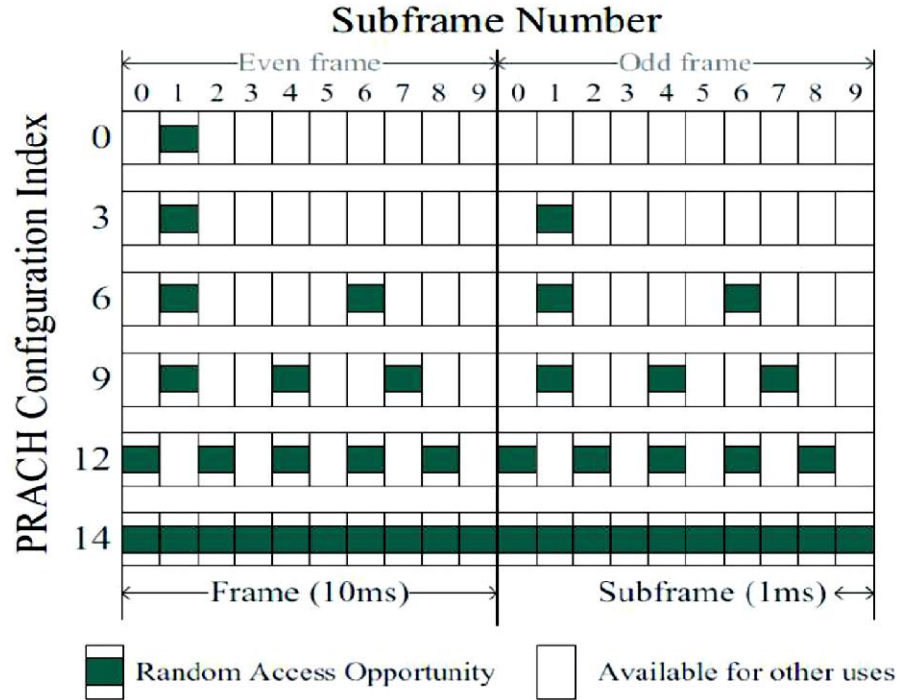 Subframe Number
Even frame Odd frame
0 1 2 3 4 5 6 7 8 9 0 1 2 3 4 5 6 7 8 9
PRACH Configuration Index
0
3
6
9
12
14
Frame (10ms) Subframe (1ms)
Random Access Opportunity Available for other uses